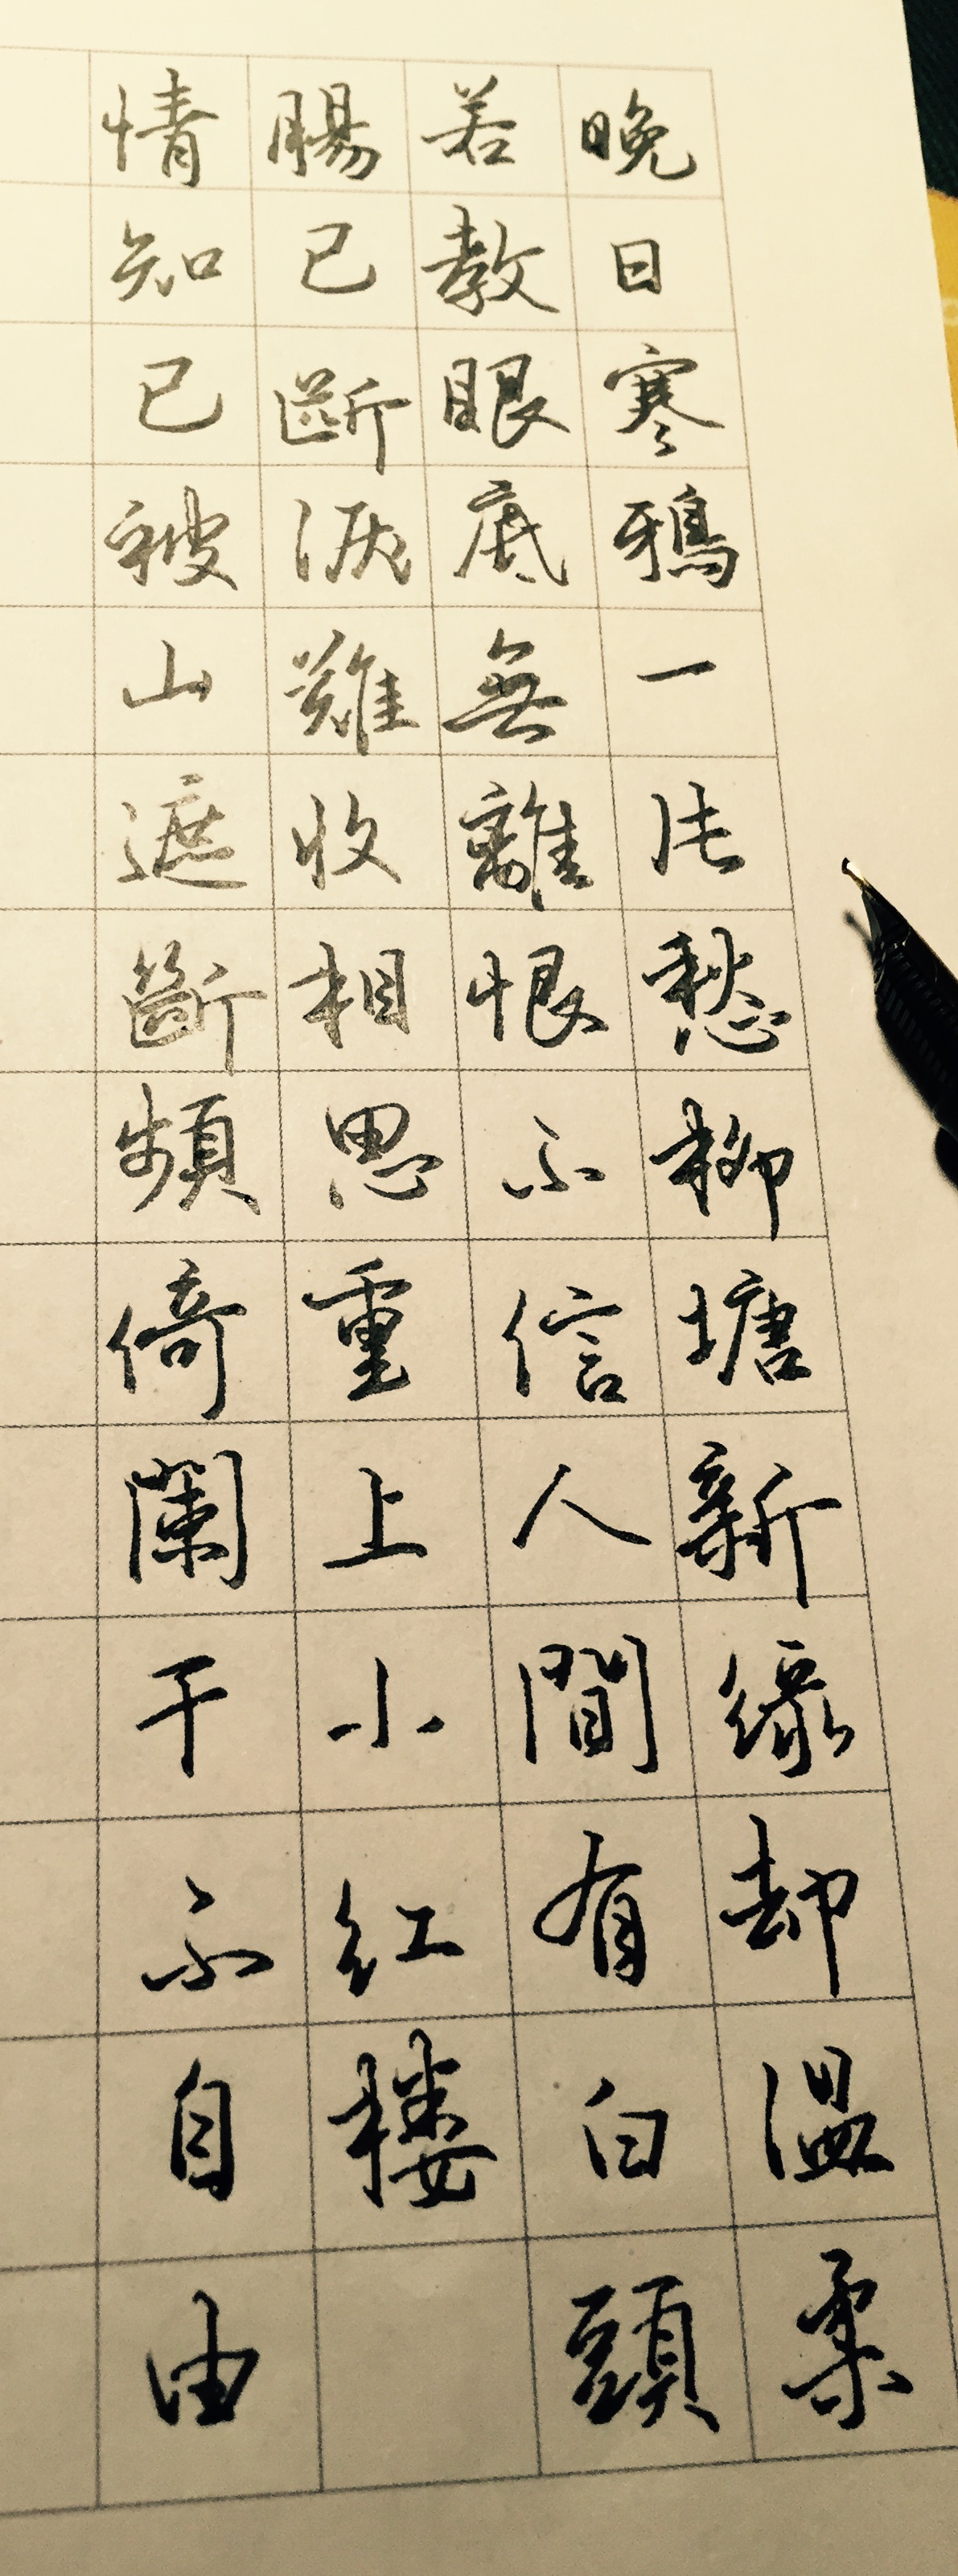 晚日寒鴉一片愁柳塘新綠却溫柔
若教眼底無離恨不信人間有白頭
腸已斷淚難收相思重上小紅樓
情知已被山遮斷頻倚闌干不自由